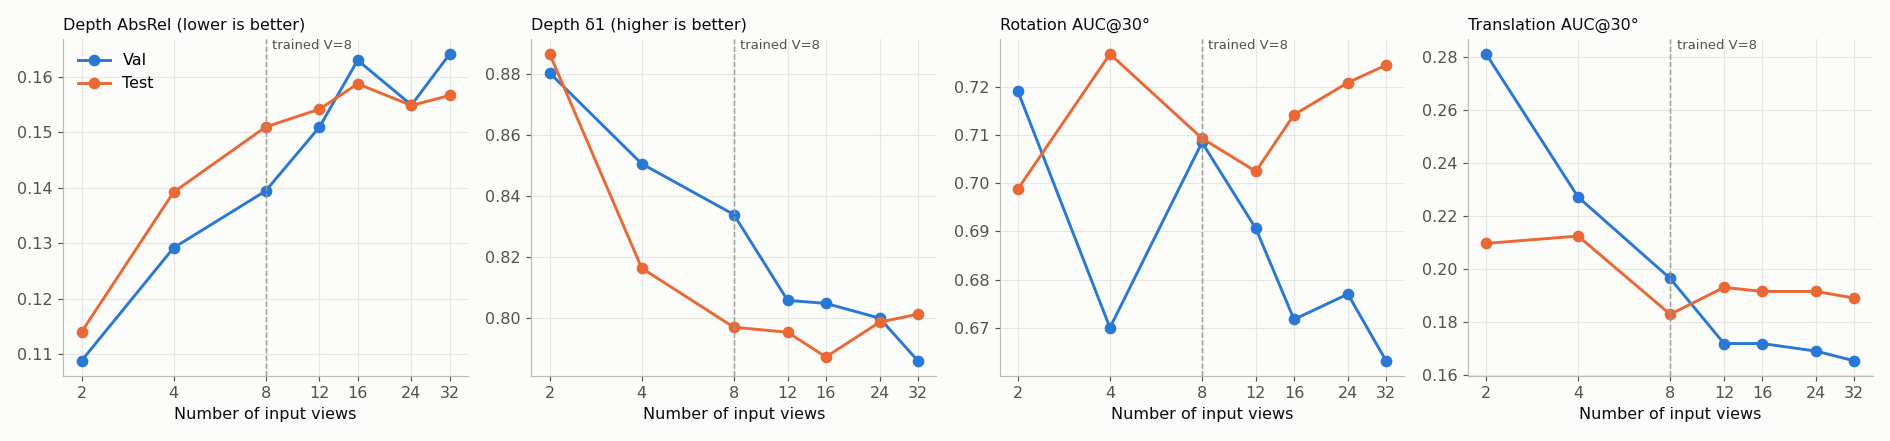 Depth AbsRel (lower is better)
trained V=8
Val
Test
0.16
0.15
0.14
0.13
0.12
0.11
2 4 8 12 16 24 32
Number of input views
Depth δ1 (higher is better)
trained V=8
0.88
0.86
0.84
0.82
0.80
2 4 8 12 16 24 32
Number of input views
Rotation AUC@30°
trained V=8
0.72
0.71
0.70
0.69
0.68
0.67
2 4 8 12 16 24 32
Number of input views
Translation AUC@30°
trained V=8
0.28
0.26
0.24
0.22
0.20
0.18
0.16
2 4 8 12 16 24 32
Number of input views